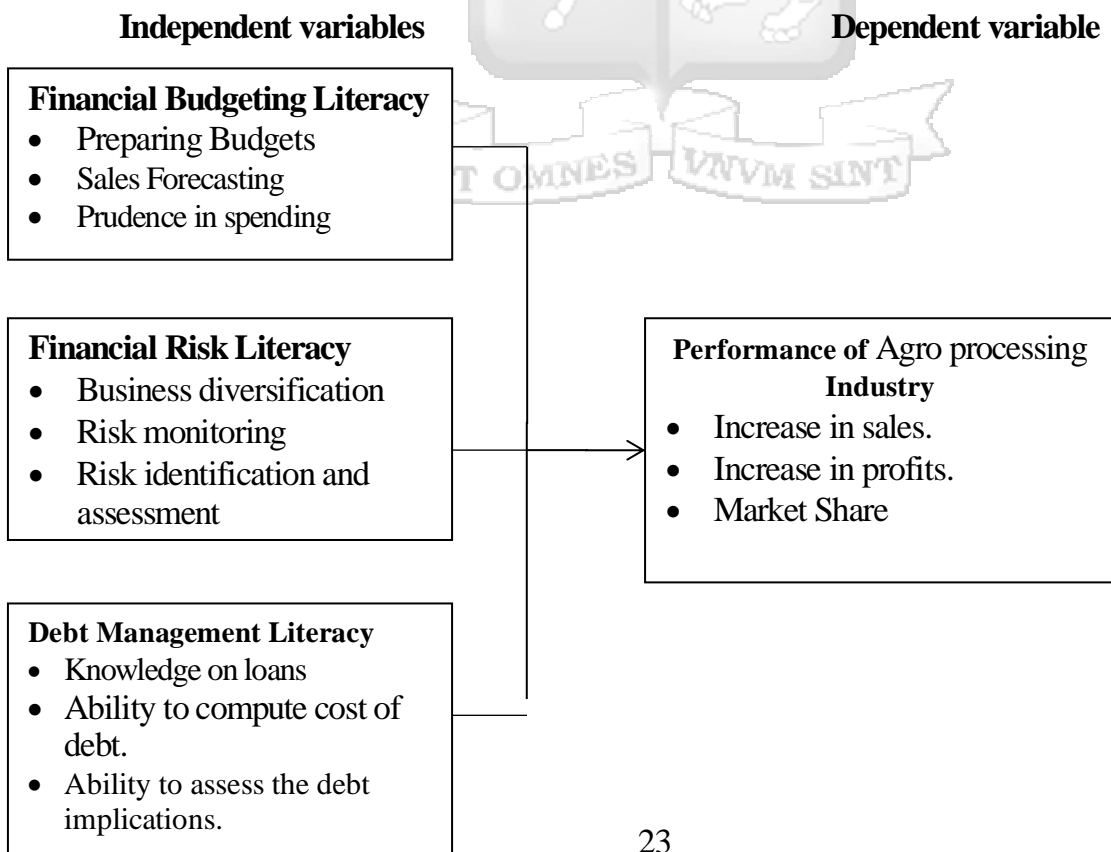 Independent variables
Dependent variable
Financial Budgeting Literacy
• Preparing Budgets
• Sales Forecasting
• Prudence in spending
T OMNES VNVM SINT
Financial Risk Literacy
• Business diversification
• Risk monitoring
• Risk identification and
assessment
Performance of Agro processing
Industry
• Increase in sales.
• Increase in profits.
• Market Share
Debt Management Literacy
• Knowledge on loans
• Ability to compute cost of
debt.
• Ability to assess the debt
implications.
23